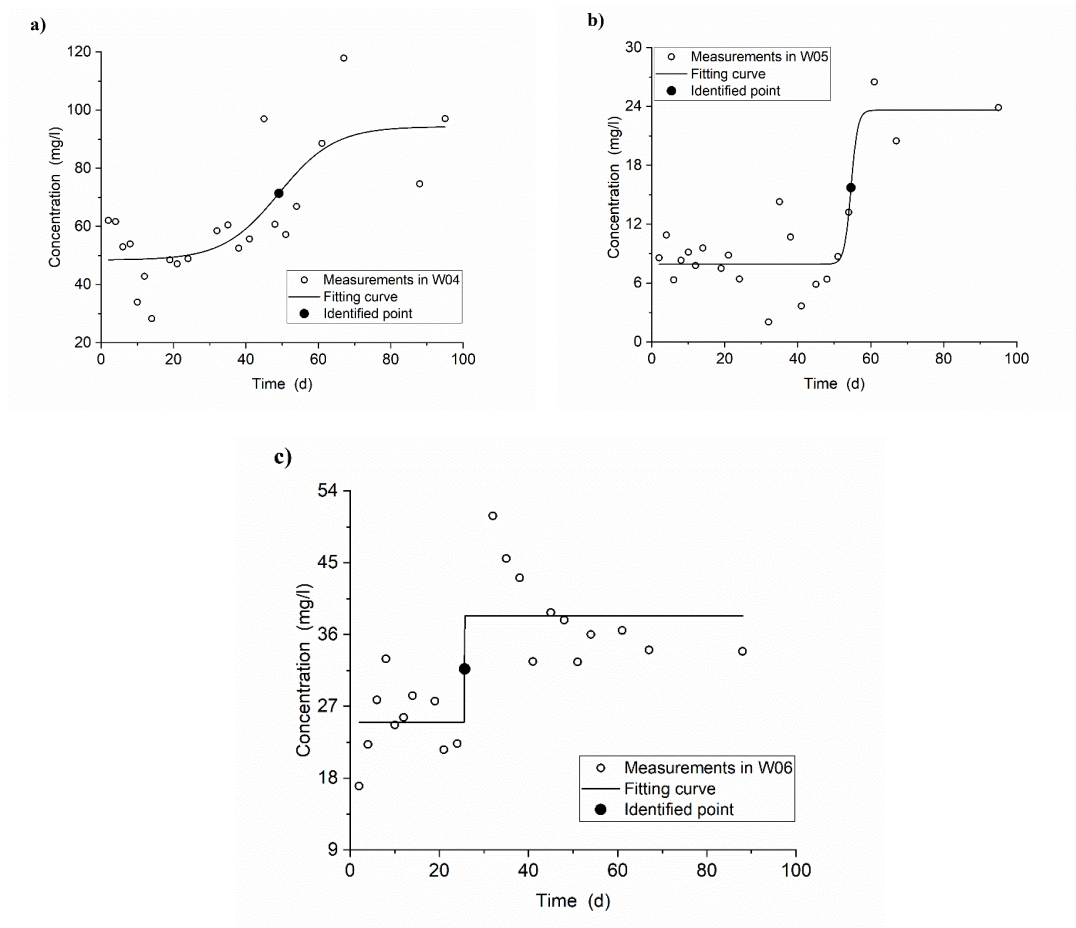 a)
120
100
80
60
40
20
0 20 40 60 80 100
Concentration (mg/l)
Time (d)
Measurements in W04
Fitting curve
Identified point
b)
30
24
18
12
6
0
0 20 40 60 80 100
Concentration (mg/l)
Time (d)
Measurements in W05
Fitting curve
Identified point
c)
54
45
36
27
18
9
0 20 40 60 80 100
Concentration (mg/l)
Time (d)
Measurements in W06
Fitting curve
Identified point